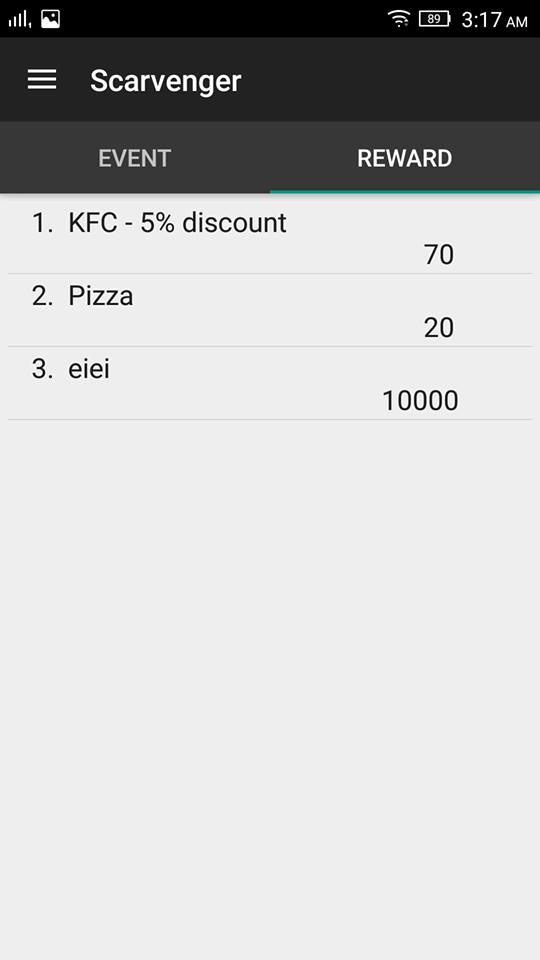 89 3:17 AM
Scarvenger
EVENT REWARD
1. KFC - 5% discount
70
2. Pizza
20
3. eiei
10000